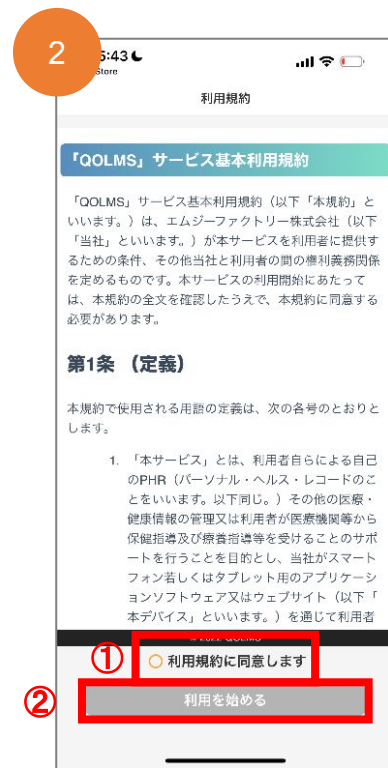 2
5:43
Store
利用規約
「QOLMS」サービス基本利用規約
「QOLMS」サービス基本利用規約（以下「本規約」と
いいます。）は、エムジーファクトリー株式会社（以下
「当社」といいます。）が本サービスを利用者に提供す
るための条件、その他当社と利用者の間の権利義務関係
を定めるものです。本サービスの利用開始にあたって
は、本規約の全文を確認したうえで、本規約に同意する
必要があります。
第1条 （定義）
本規約で使用される用語の定義は、次の各号のとおりと
します。
1. 「本サービス」とは、利用者自らによる自己
のPHR（パーソナル・ヘルス・レコードのこ
とをいいます。以下同じ。）その他の医療・
健康情報の管理又は利用者が医療機関等から
保健指導及び療養指導等を受けることのサポ
ートを行うことを目的とし、当社がスマート
フォン若しくはタブレット用のアプリケーシ
ョンソフトウェア又はウェブサイト（以下「
本デバイス」といいます。）を通じて利用者
① 利用規約に同意します
② 利用を始める